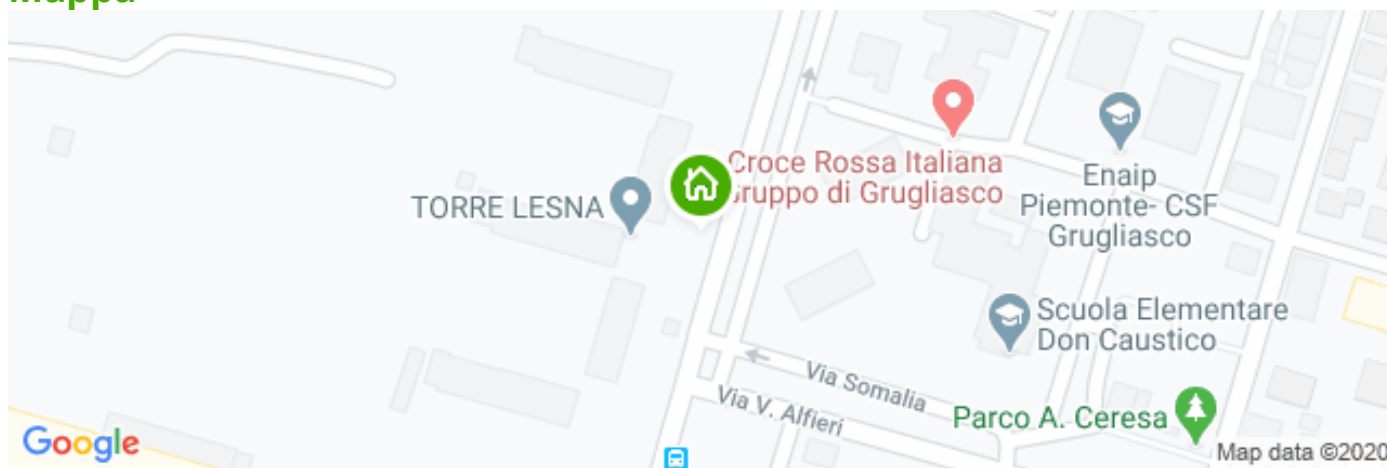 Mappa
Croce Rossa Italiana
Gruppo di Grugliasco
TORRE LESNA
Enaip
Piemonte- CSF
Grugliasco
Scuola Elementare
Don Caustico
Via Somalia
Via V. Alfieri
Parco A. Ceresa
Google
Map data ©2020